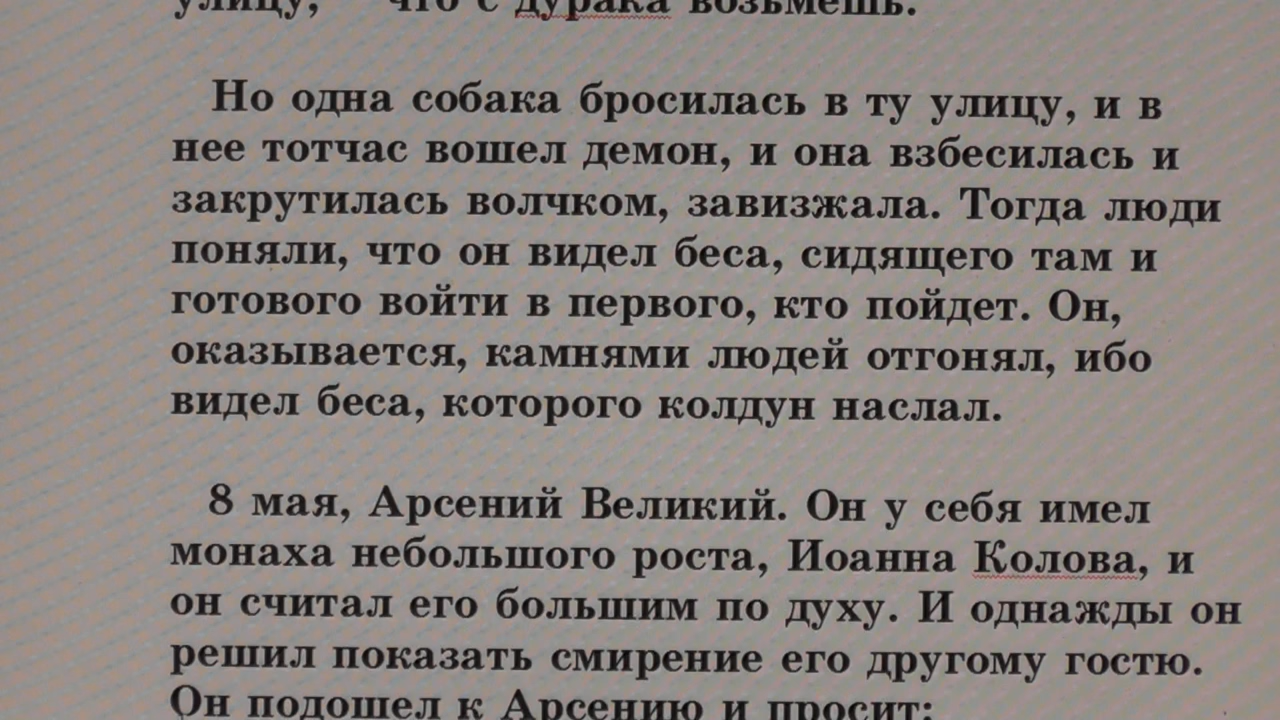 улицу, — что с дурака возьмешь.
Но одна собака бросилась в ту улицу, и в
нее тотчас вошел демон, и она взбесилась и
закрутилась волчком, завизжала. Тогда люди
поняли, что он видел беса, сидящего там и
готового войти в первого, кто пойдет. Он,
оказывается, камнями людей отгонял, ибо
видел беса, которого колдун наслал.
8 мая, Арсений Великий. Он у себя имел
монаха небольшого роста, Иоанна Колова, и
он считал его большим по духу. И однажды он
решил показать смирение его другому гостю.
Он подошел к Арсению и просит: